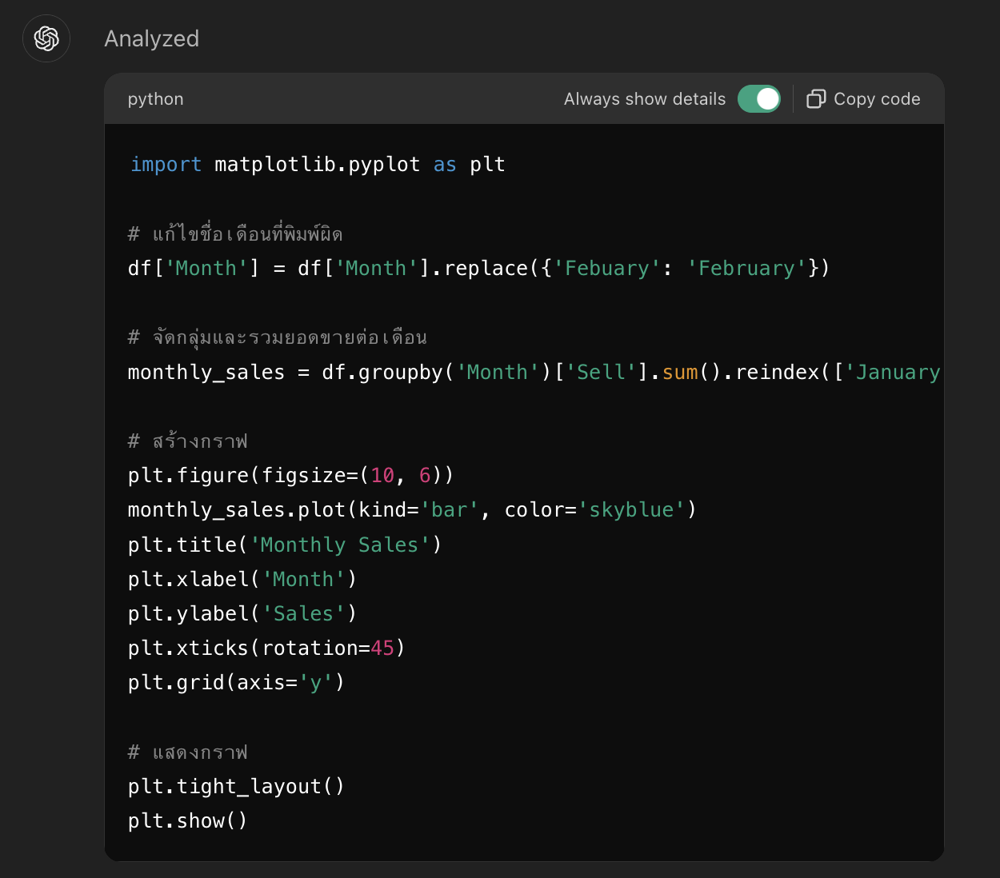 Analyzed
python Always show details Copy code
import matplotlib.pyplot as plt
# แก้ไขชื่อเดือนที่พิมพ์ผิด
df['Month'] = df['Month'].replace({'Febuary': 'February'})
# จัดกลุ่มและรวมยอดขายต่อเดือน
monthly_sales = df.groupby('Month')['Sell'].sum().reindex(['January
# สร้างกราฟ
plt.figure(figsize=(10, 6))
monthly_sales.plot(kind='bar', color='skyblue')
plt.title('Monthly Sales')
plt.xlabel('Month')
plt.ylabel('Sales')
plt.xticks(rotation=45)
plt.grid(axis='y')
# แสดงกราฟ
plt.tight_layout()
plt.show()